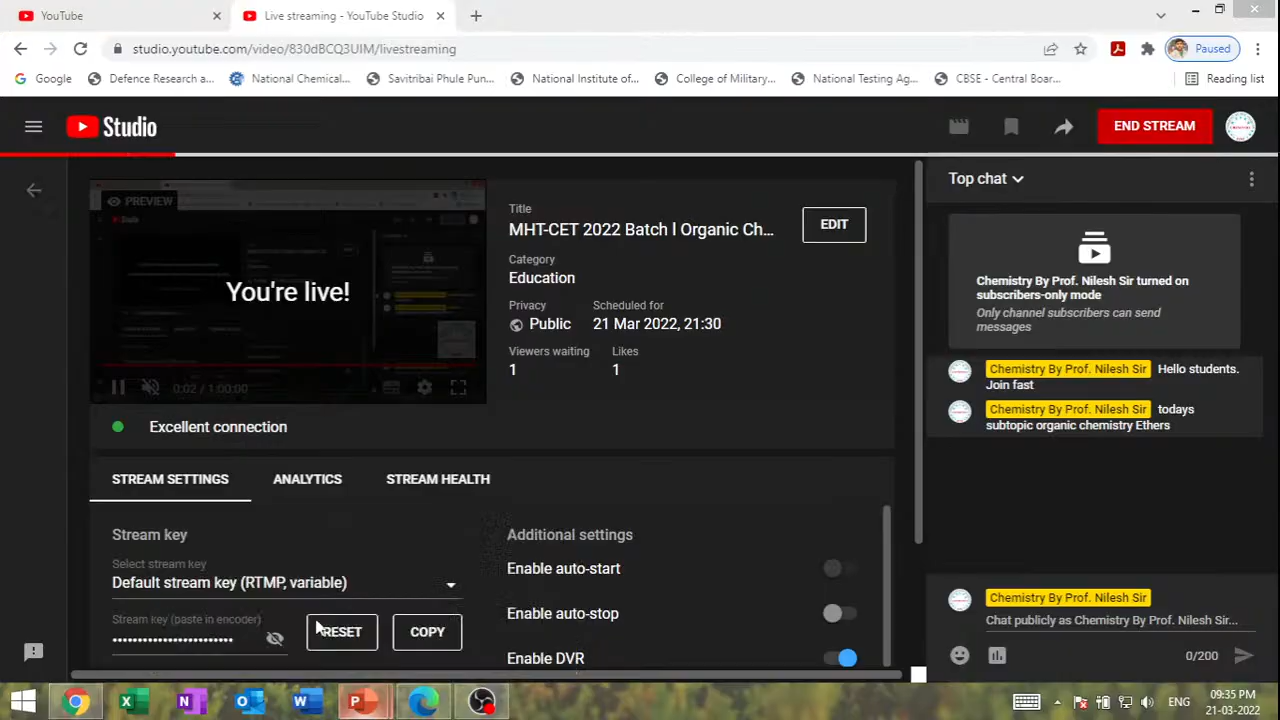 YouTube
Live streaming - YouTube Studio
studio.youtube.com/video/830dBCQ3UIM/livestreaming
Paused
Google
Defence Research a...
National Chemical...
Savitribai Phule Pun...
National Institute of...
College of Military...
National Testing Ag...
CBSE - Central Boar...
Reading list
Studio
END STREAM
PREVIEW
You're live!
0:02 / 1:00:00
Title
MHT-CET 2022 Batch l Organic Ch...
EDIT
Category
Education
Privacy
Scheduled for
Public
21 Mar 2022, 21:30
Viewers waiting
Likes
1
1
Excellent connection
STREAM SETTINGS
ANALYTICS
STREAM HEALTH
Stream key
Select stream key
Default stream key (RTMP, variable)
Stream key (paste in encoder)
RESET
COPY
Additional settings
Enable auto-start
Enable auto-stop
Enable DVR
Top chat
Chemistry By Prof. Nilesh Sir turned on
subscribers-only mode
Only channel subscribers can send
messages
Chemistry By Prof. Nilesh Sir Hello students.
Join fast
Chemistry By Prof. Nilesh Sir todays
subtopic organic chemistry Ethers
Chemistry By Prof. Nilesh Sir
Chat publicly as Chemistry By Prof. Nilesh Sir...
0/200
ENG
09:35 PM
21-03-2022